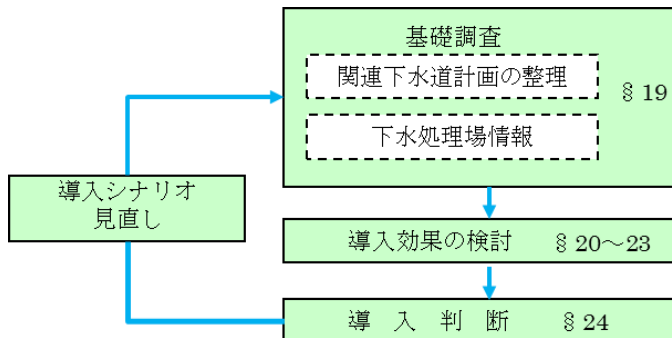 基礎調査
関連下水道計画の整理
§19
下水処理場情報
導入シナリオ
見直し
導入効果の検討 §20～23
導入判断 §24